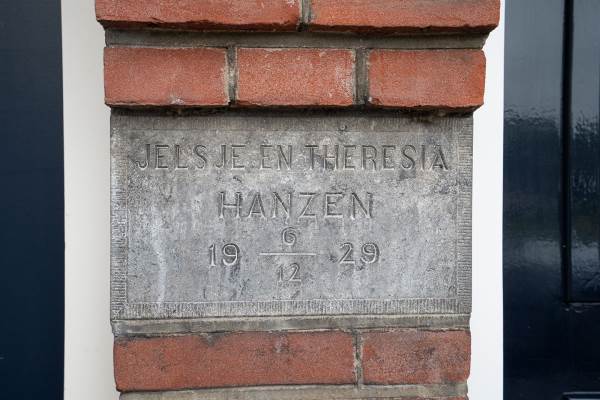 JELSJE EN THERESIA
HANZEN
19 6/12 29